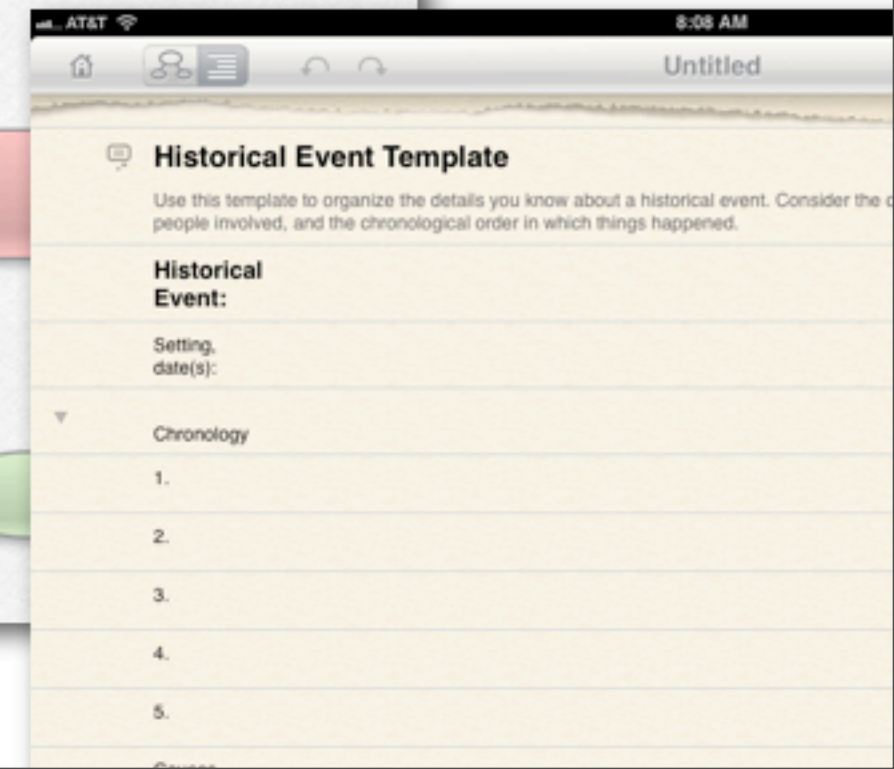 AT&T 8:08 AM
Untitled
Historical Event Template
Use this template to organize the details you know about a historical event. Consider the
people involved, and the chronological order in which things happened.
Historical
Event:
Setting,
date(s):
Chronology
1.
2.
3.
4.
5.